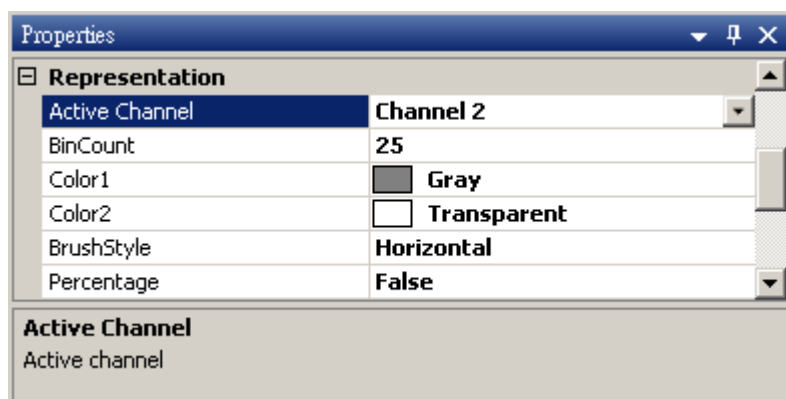 Properties
Representation
Active Channel Channel 2
BinCount 25
Color1 Gray
Color2 Transparent
BrushStyle Horizontal
Percentage False
Active Channel
Active channel